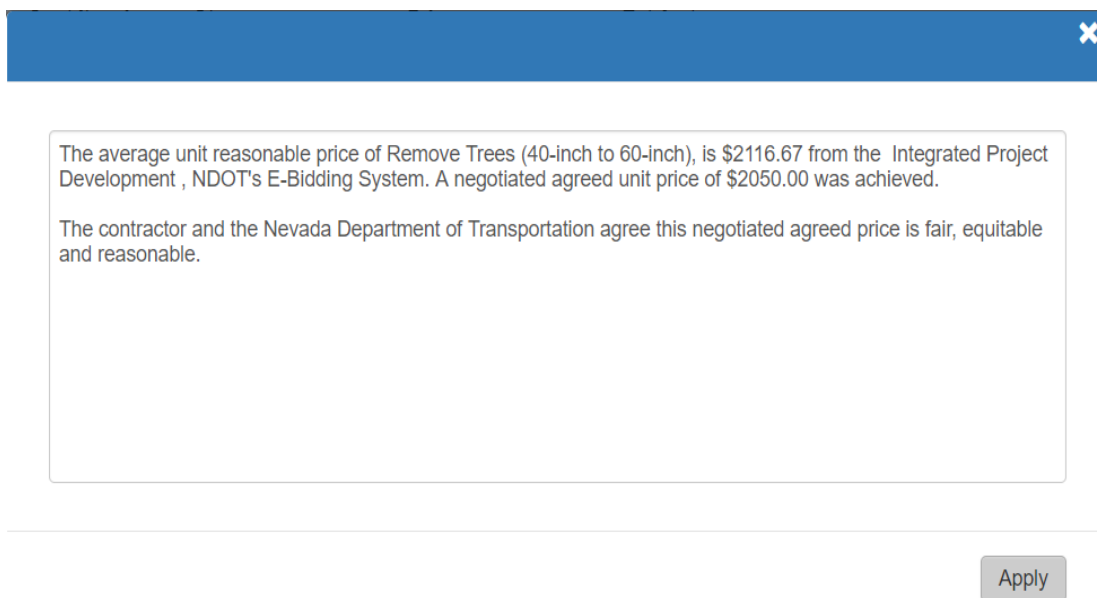 The average unit reasonable price of Remove Trees (40-inch to 60-inch), is $2116.67 from the  Integrated Project
Development , NDOT's E-Bidding System. A negotiated agreed unit price of $2050.00 was achieved.
The contractor and the Nevada Department of Transportation agree this negotiated agreed price is fair, equitable
and reasonable.
Apply